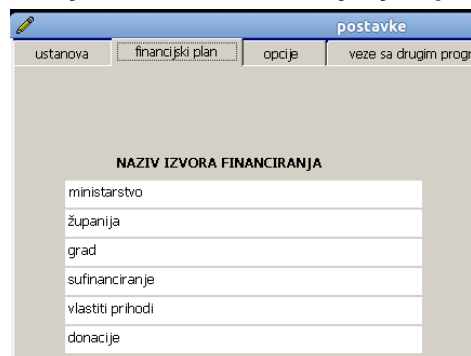 postavke
ustanova financijski plan opcije veze sa drugim progr
NAZIV IZVORA FINANCIRANJA
ministarstvo
županija
grad
sufinanciranje
vlastiti prihodi
donacije